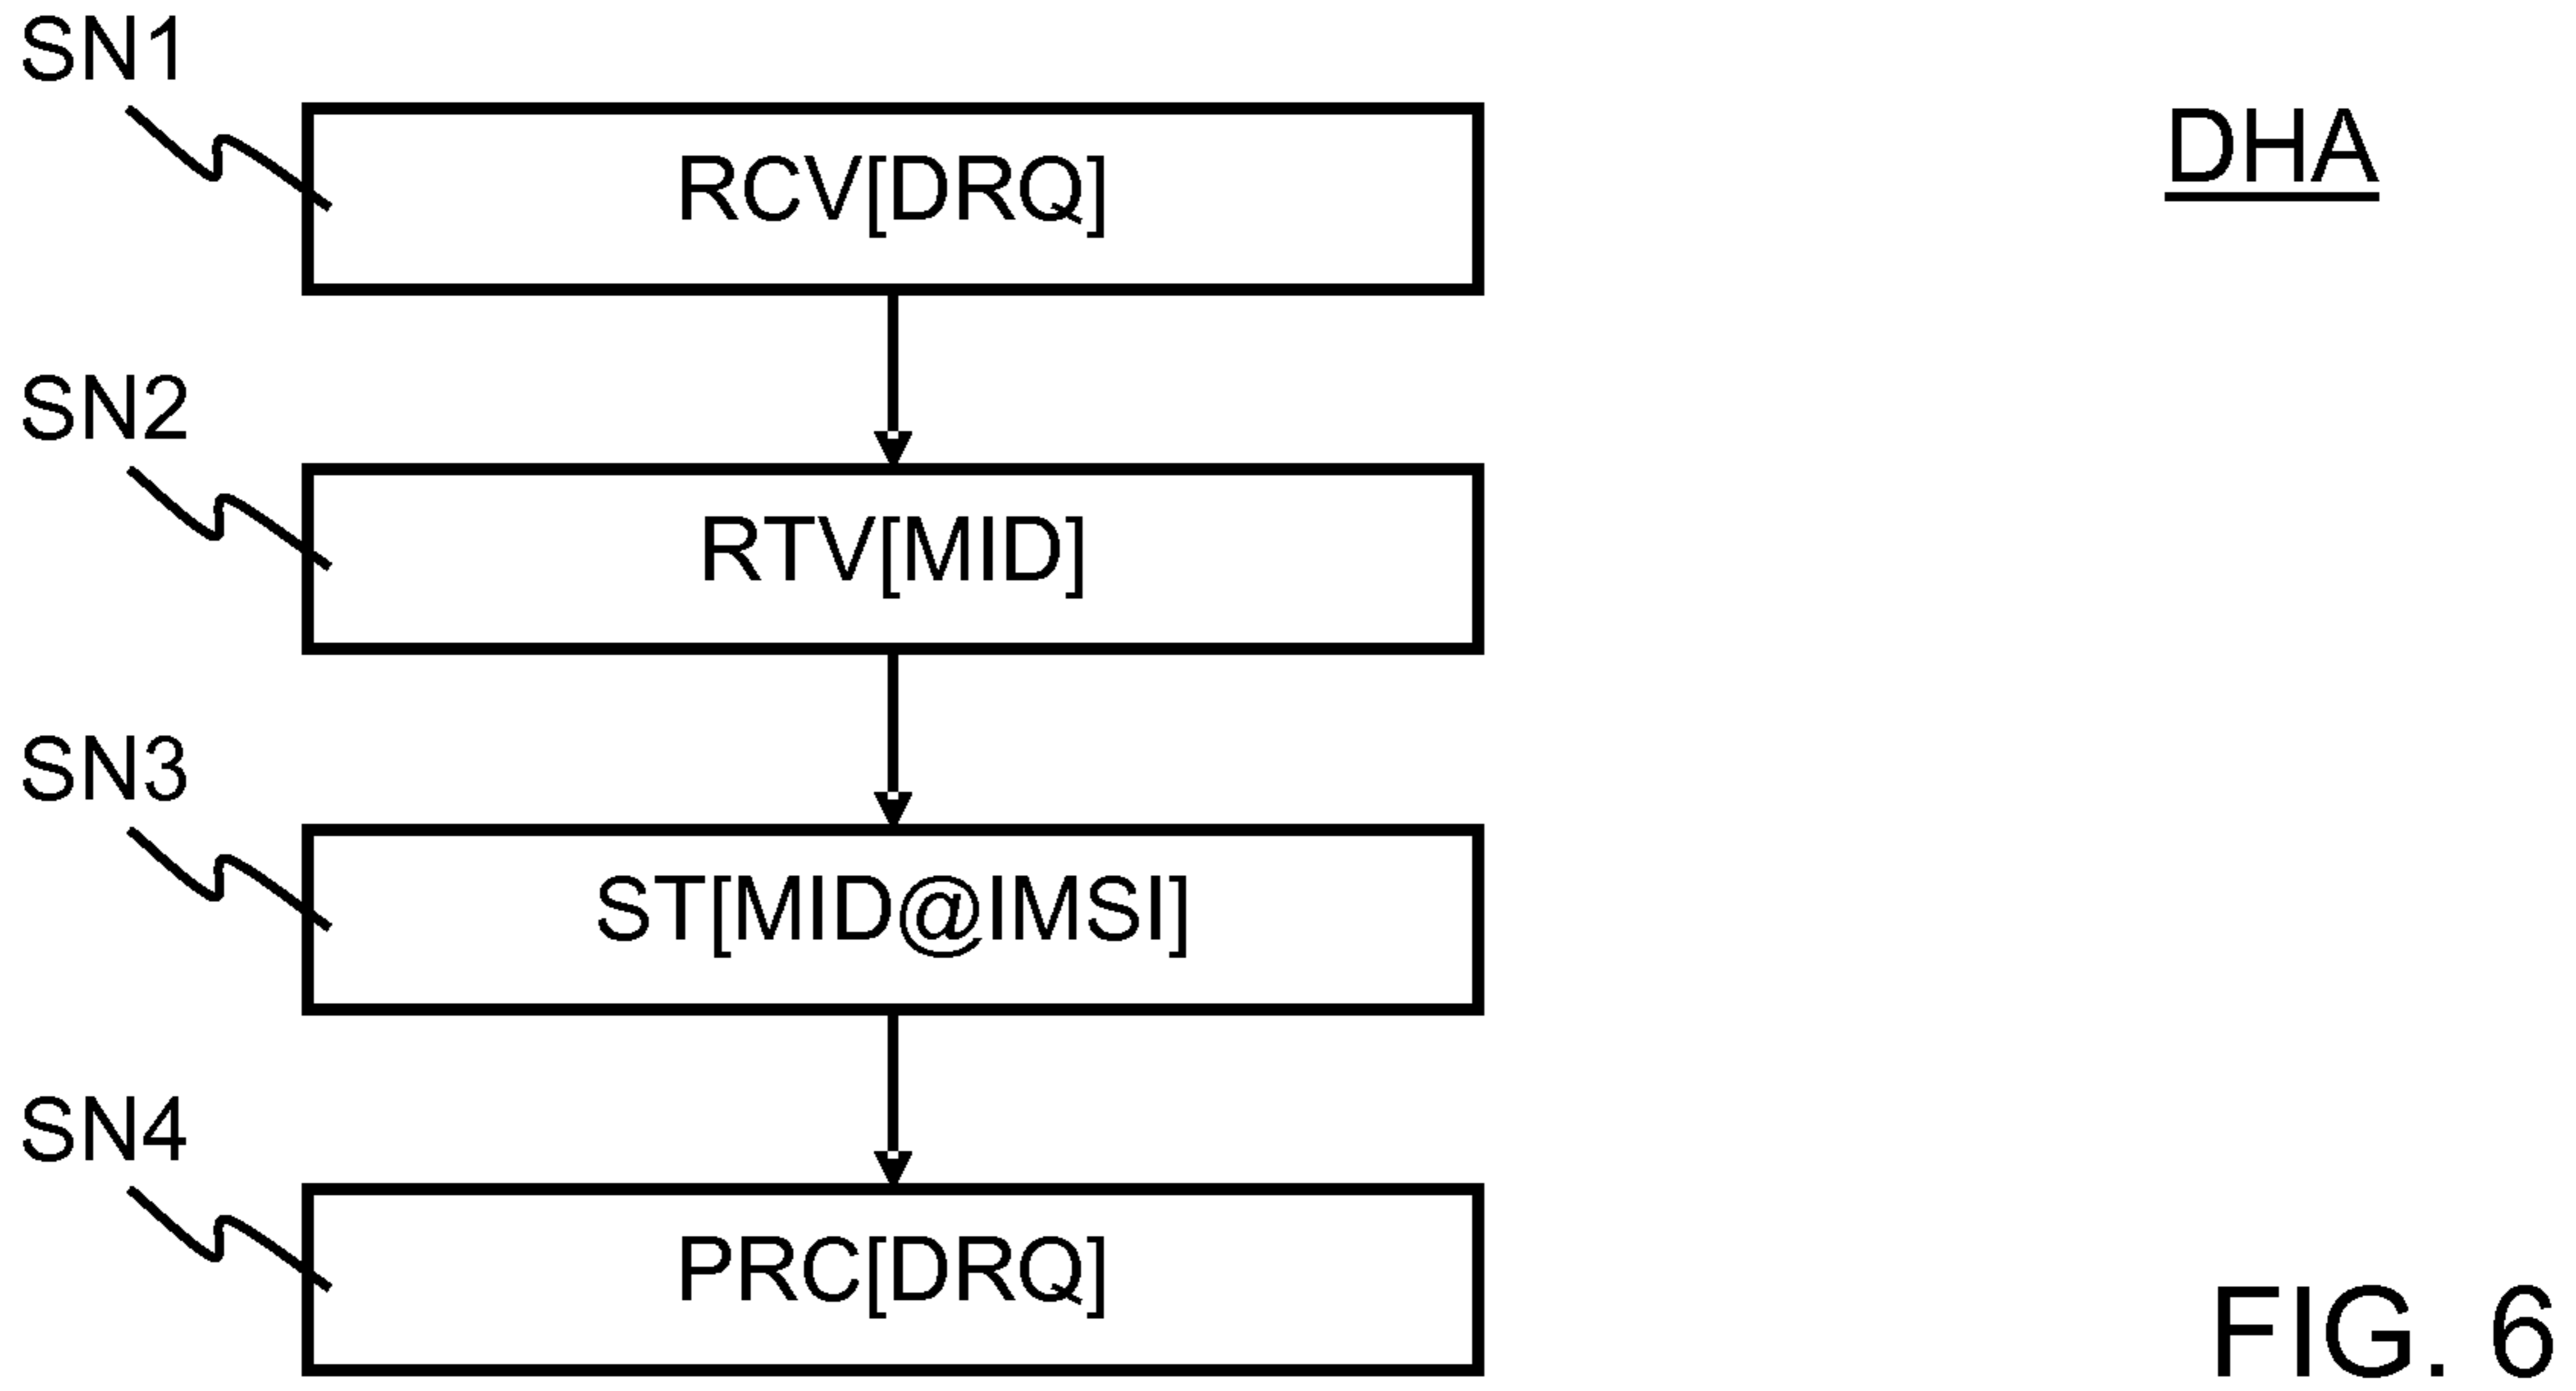 SN1
RCV[DRQ]
DHA
SN2
RTV[MID]
SN3
ST[MID@IMSI]
SN4
PRC[DRQ]
FIG. 6